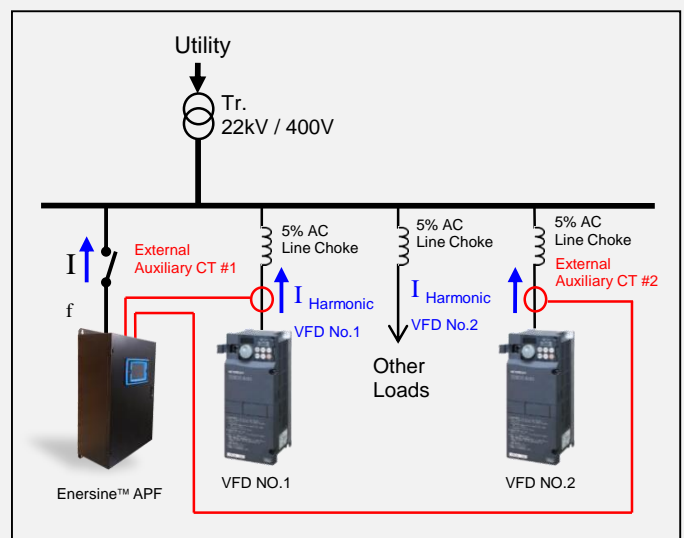 Utility
Tr.
22kV / 400V
5% AC
Line Choke
5% AC
Line Choke
5% AC
Line Choke
External
Auxiliary CT #1
External
Auxiliary CT #2
I
f
I Harmonic
VFD No.1
I Harmonic
VFD No.2
Other
Loads
Enersine™ APF
VFD NO.1
VFD NO.2